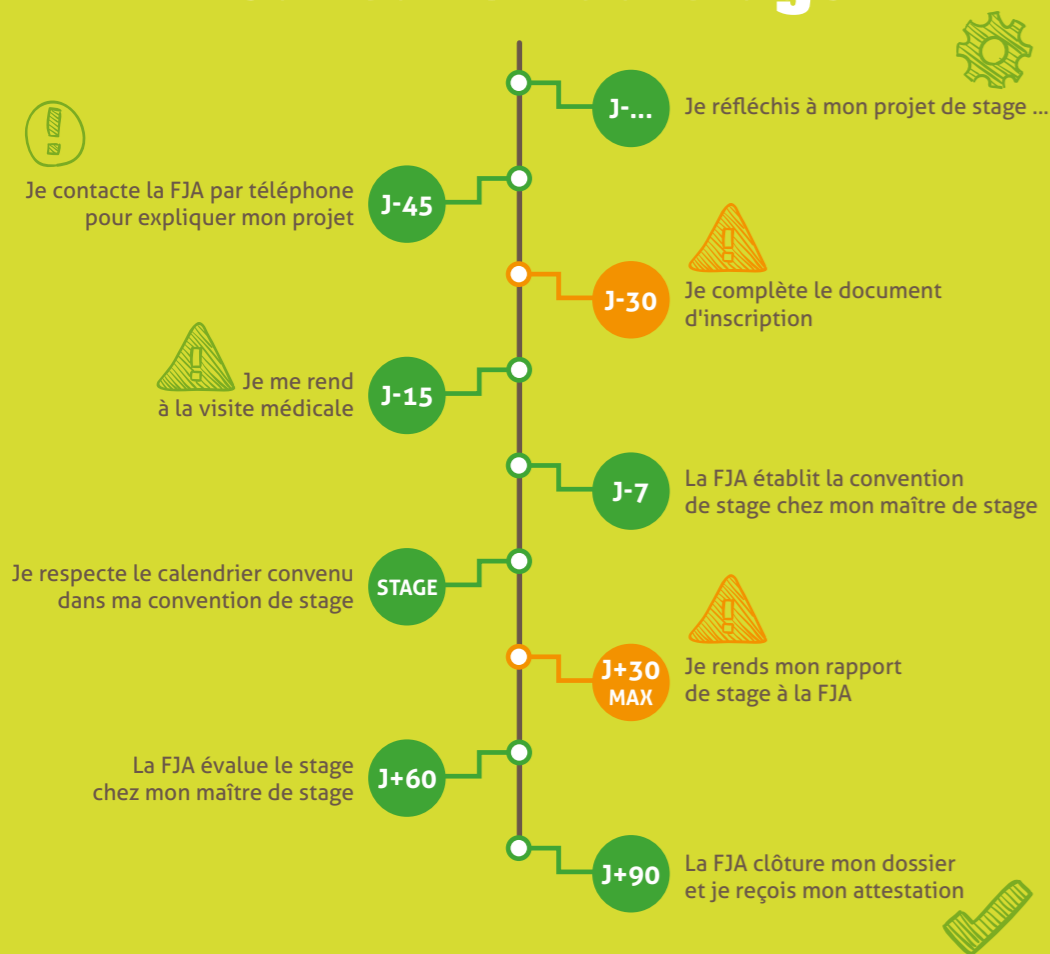 J-...
Je réfléchis à mon projet de stage ...
Je contacte la FJA par téléphone
pour expliquer mon projet
J-45
J-30
Je complète le document
d'inscription
Je me rend
à la visite médicale
J-15
J-7
La FJA établit la convention
de stage chez mon maître de stage
Je respecte le calendrier convenu
dans ma convention de stage
STAGE
J+30
MAX
Je rends mon rapport
de stage à la FJA
La FJA évalue le stage
chez mon maître de stage
J+60
J+90
La FJA clôture mon dossier
et je reçois mon attestation